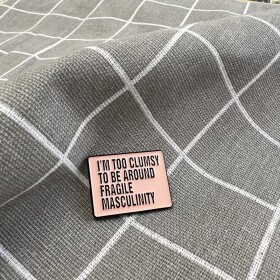 I'M TOO CLUMSY
TO BE AROUND
FRAGILE
MASCULINITY